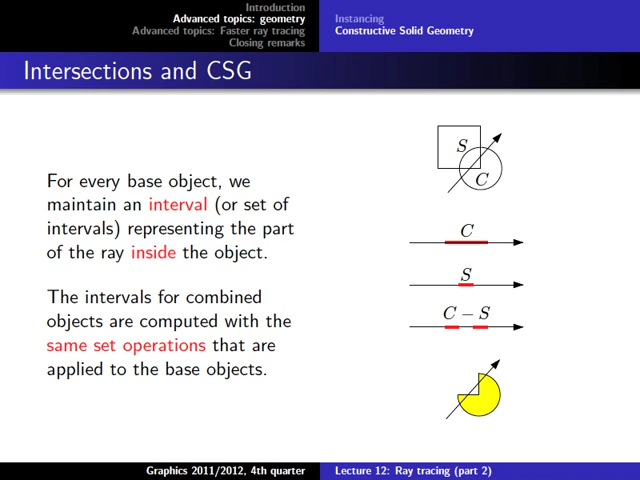 Introduction
Advanced topics: geometry
Advanced topics: Faster ray tracing
Closing remarks
Instancing
Constructive Solid Geometry
Intersections and CSG
For every base object, we
maintain an interval (or set of
intervals) representing the part
of the ray inside the object.
The intervals for combined
objects are computed with the
same set operations that are
applied to the base objects.
S
C
C
S
C − S
Graphics 2011/2012, 4th quarter
Lecture 12: Ray tracing (part 2)